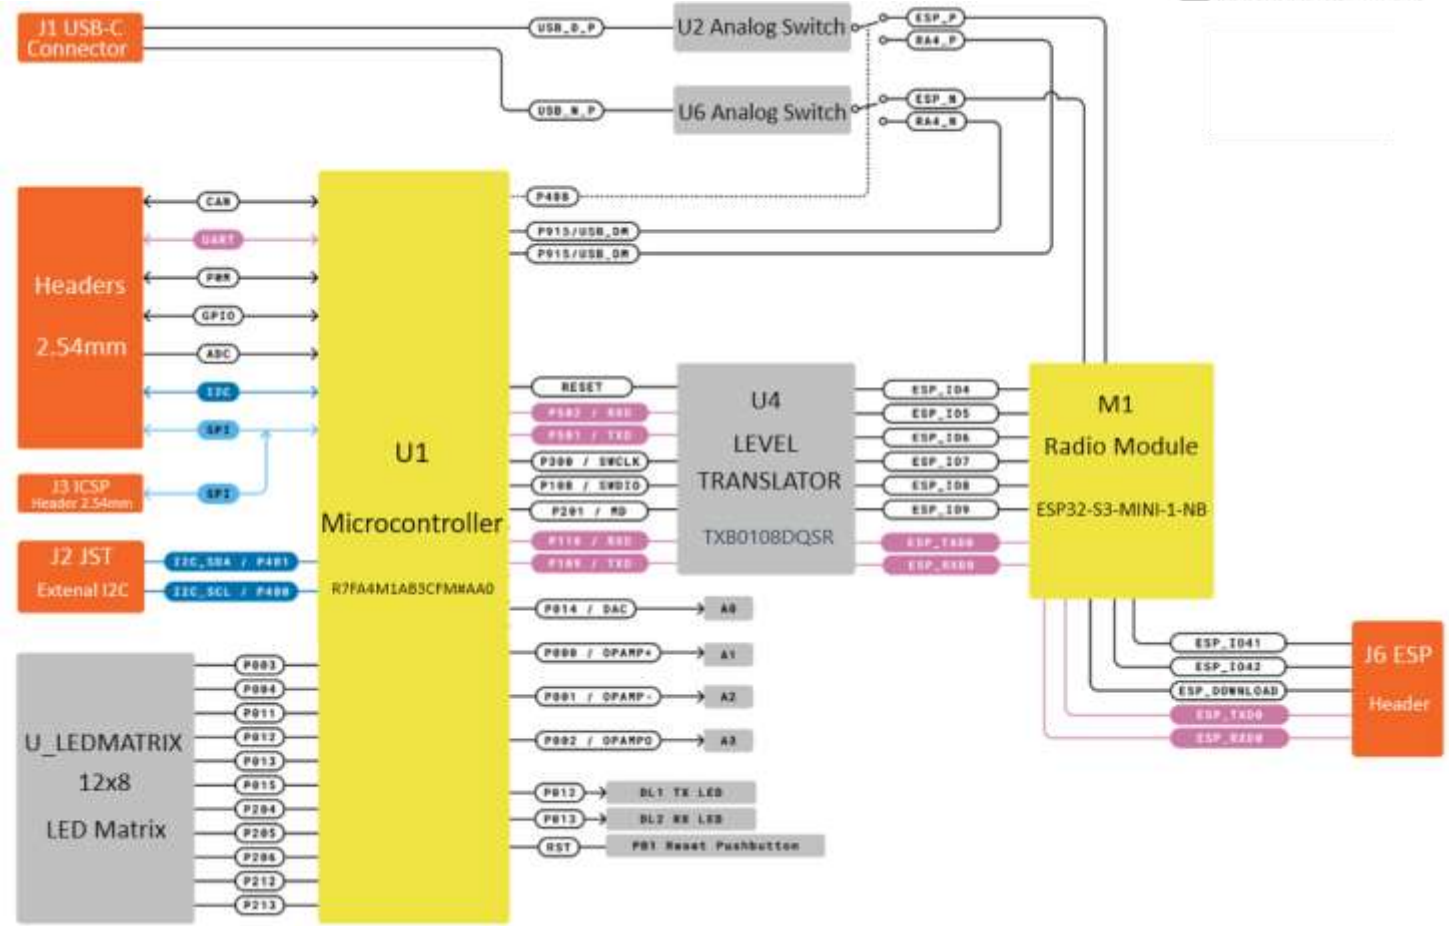 J1 USB-C
Connector
USB_D_P
U2 Analog Switch
ESP_P
RA4_P
USB_N_P
U6 Analog Switch
ESP_N
RA4_N
P408
P915/USB_DM
P915/USB_DM
Headers
2.54mm
CAN
UART
PWM
GPIO
ADC
I2C
SPI
J3 ICSP
Header 2.54mm
SPI
J2 JST
Extenal I2C
I2C_SDA / P401
I2C_SCL / P400
U_LEDMATRIX
12x8
LED Matrix
P003
P004
P011
P012
P013
P015
P204
P205
P206
P212
P213
U1
Microcontroller
R7FA4M1AB3CFM#AA0
RESET
P502 / RXD
P501 / TXD
P300 / SWCLK
P108 / SWDIO
P201 / MD
P110 / RXD
P109 / TXD
U4
LEVEL
TRANSLATOR
TXB0108DQSR
ESP_IO4
ESP_IO5
ESP_IO6
ESP_IO7
ESP_IO8
ESP_IO9
ESP_TXD0
ESP_RXD0
M1
Radio Module
ESP32-S3-MINI-1-NB
P014 / DAC
A0
P000 / OPAMP+
A1
P001 / OPAMP-
A2
P002 / OPAMPO
A3
P012
DL1 TX LED
P013
DL2 RX LED
RST
PB1 Reset Pushbutton
ESP_IO41
ESP_IO42
ESP_DOWNLOAD
ESP_TXD0
ESP_RXD0
J6 ESP
Header